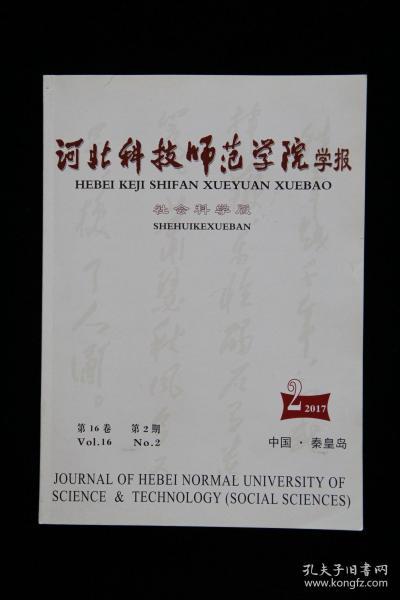 河北科技师范学院学报
HEBEI KEJI SHIFAN XUEYUAN XUEBAO
社会科学版
SHEHUIKEXUEBAN
2 2017
第16卷 第2期
Vol.16 No.2
中国·秦皇岛
JOURNAL OF HEBEI NORMAL UNIVERSITY OF
SCIENCE & TECHNOLOGY (SOCIAL SCIENCES)
孔夫子旧书网
www.kongfz.com